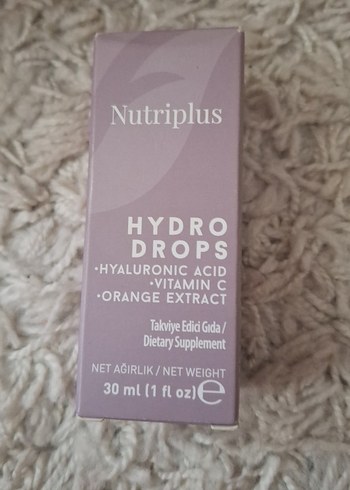 Nutriplus
HYDRO
DROPS
•HYALURONIC ACID
•VITAMIN C
•ORANGE EXTRACT
Takviye Edici Gıda /
Dietary Supplement
NET AĞIRLIK / NET WEIGHT
30 ml (1 fl oz) ℮